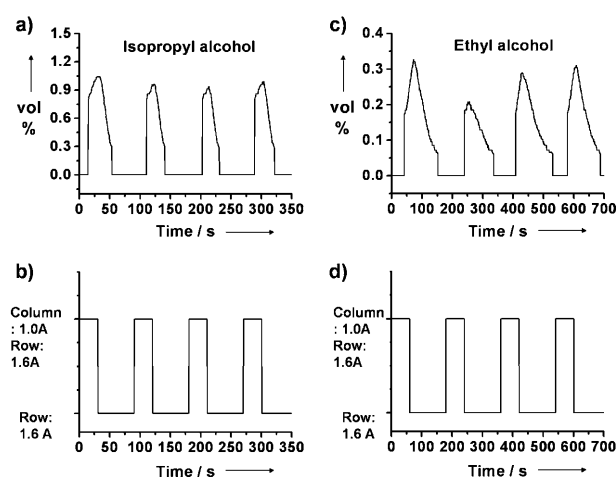 a)
Isopropyl alcohol
vol
%
1.5
1.2
0.9
0.6
0.3
0.0
0 50 100 150 200 250 300 350
Time / s
c)
Ethyl alcohol
vol
%
0.4
0.3
0.2
0.1
0.0
0 100 200 300 400 500 600 700
Time / s
b)
Column
: 1.0A
Row:
1.6A
Row:
1.6 A
0 50 100 150 200 250 300 350
Time / s
d)
Column
: 1.0A
Row:
1.6A
Row:
1.6 A
0 100 200 300 400 500 600 700
Time / s